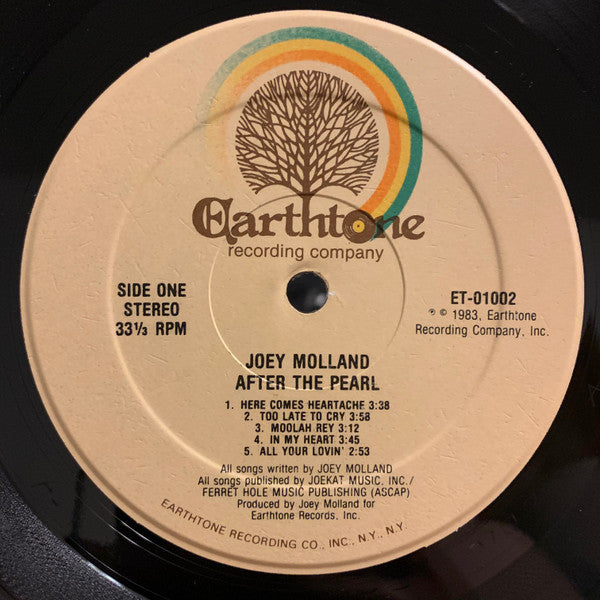 Earthtone
recording company
SIDE ONE
STEREO
33⅓ RPM
ET-01002
℗ © 1983, Earthtone
Recording Company, Inc.
JOEY MOLLAND
AFTER THE PEARL
1. HERE COMES HEARTACHE 3:38
2. TOO LATE TO CRY 3:58
3. MOOLAH REY 3:12
4. IN MY HEART 3:45
5. ALL YOUR LOVIN' 2:53
All songs written by JOEY MOLLAND
All songs published by JOEKAT MUSIC, INC./
FERRET HOLE MUSIC PUBLISHING (ASCAP)
Produced by Joey Molland for
Earthtone Records, Inc.
EARTHTONE RECORDING CO., INC., N.Y., N.Y.